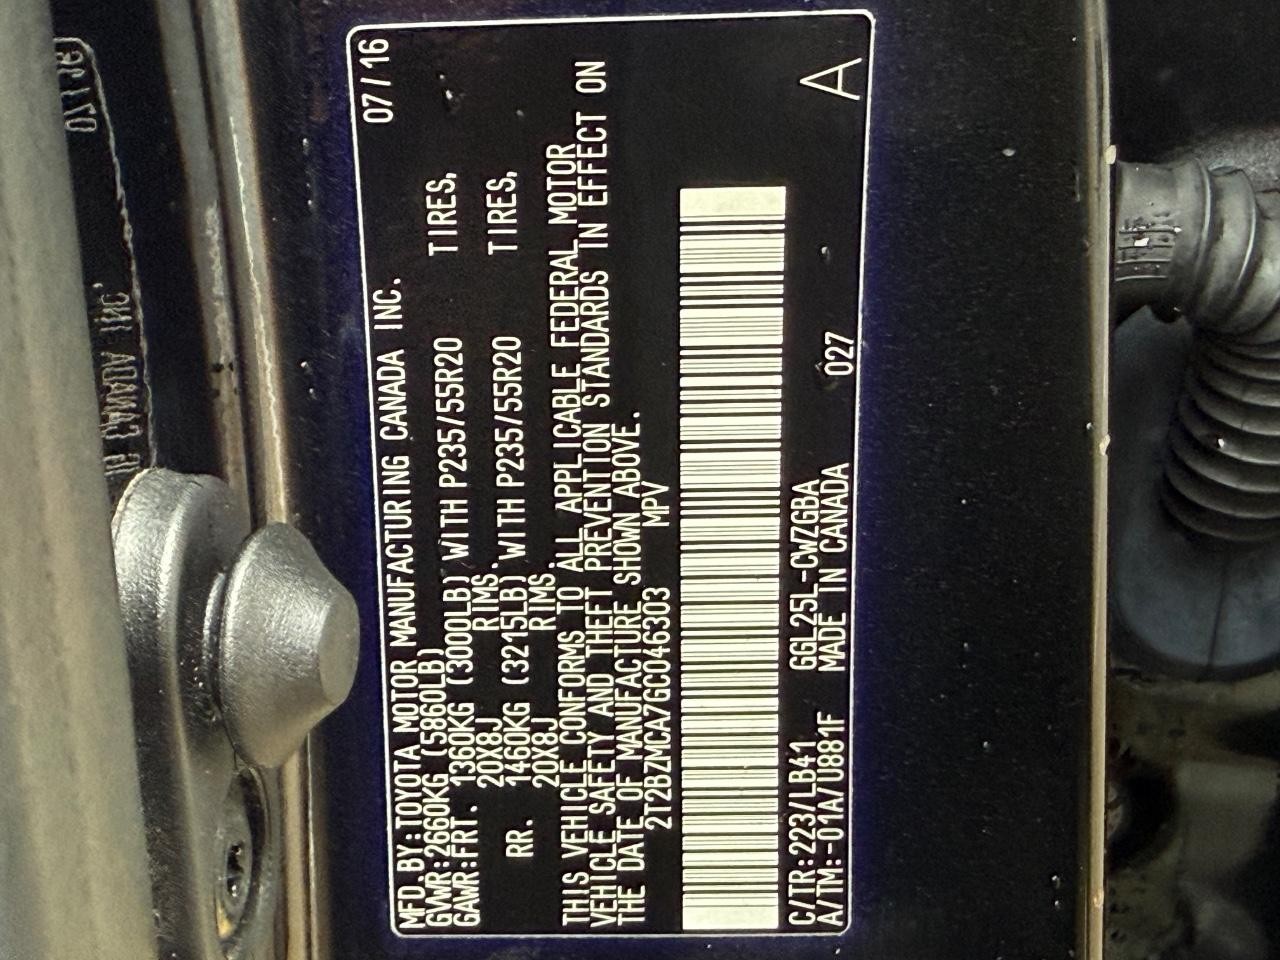 MFD.BY:TOYOTA MOTOR MANUFACTURING CANADA INC. 07/16
GVWR:2660KG (5860LB)
GAWR:FRT. 1360KG (3000LB) WITH P235/55R20 TIRES,
20X8J RIMS.
RR. 1460KG (3215LB) WITH P235/55R20 TIRES,
20X8J RIMS.
THIS VEHICLE CONFORMS TO ALL APPLICABLE FEDERAL MOTOR
VEHICLE SAFETY AND THEFT PREVENTION STANDARDS IN EFFECT ON
THE DATE OF MANUFACTURE SHOWN ABOVE.
2T2BZMCA7GC046303 MPV
C/TR:223/LB41 GGL25L-CWZGBA
A/TM:-01A/U881F MADE IN CANADA 027 A
CANADA INC.